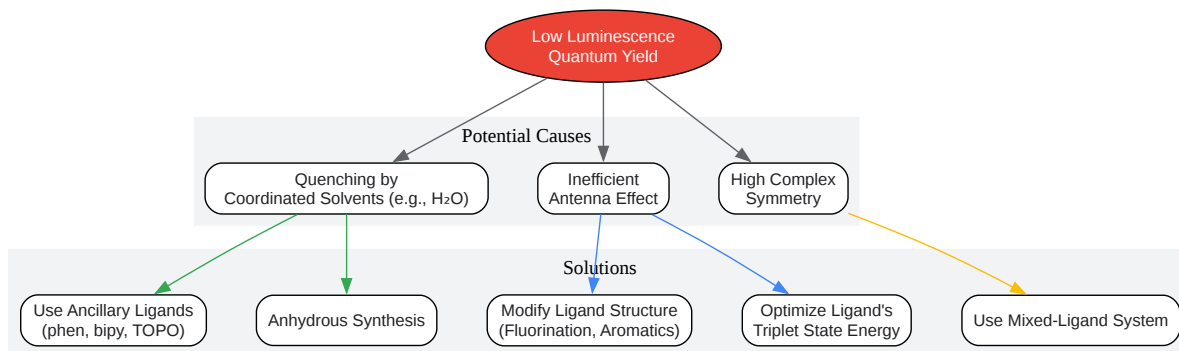 Low Luminescence
Quantum Yield
Potential Causes
Quenching by
Coordinated Solvents (e.g., H₂O)
Inefficient
Antenna Effect
High Complex
Symmetry
Solutions
Use Ancillary Ligands
(phen, bipy, TOPO)
Anhydrous Synthesis
Modify Ligand Structure
(Fluorination, Aromatics)
Optimize Ligand's
Triplet State Energy
Use Mixed-Ligand System